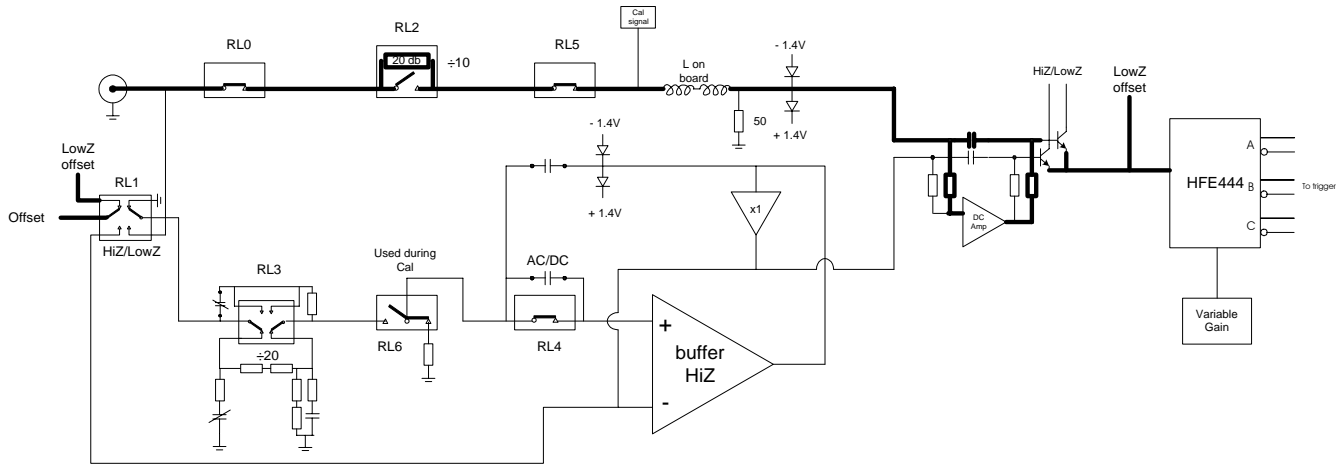 Cal
signal
RL0
RL2
20 db
÷10
RL5
L on
board
- 1.4V
+ 1.4V
50
HiZ/LowZ
LowZ
offset
HFE444
A
B
C
To trigger
Variable
Gain
LowZ
offset
RL1
Offset
HiZ/LowZ
- 1.4V
+ 1.4V
x1
DC
Amp
Used during
Cal
AC/DC
RL3
÷20
RL6
RL4
+
buffer
HiZ
-